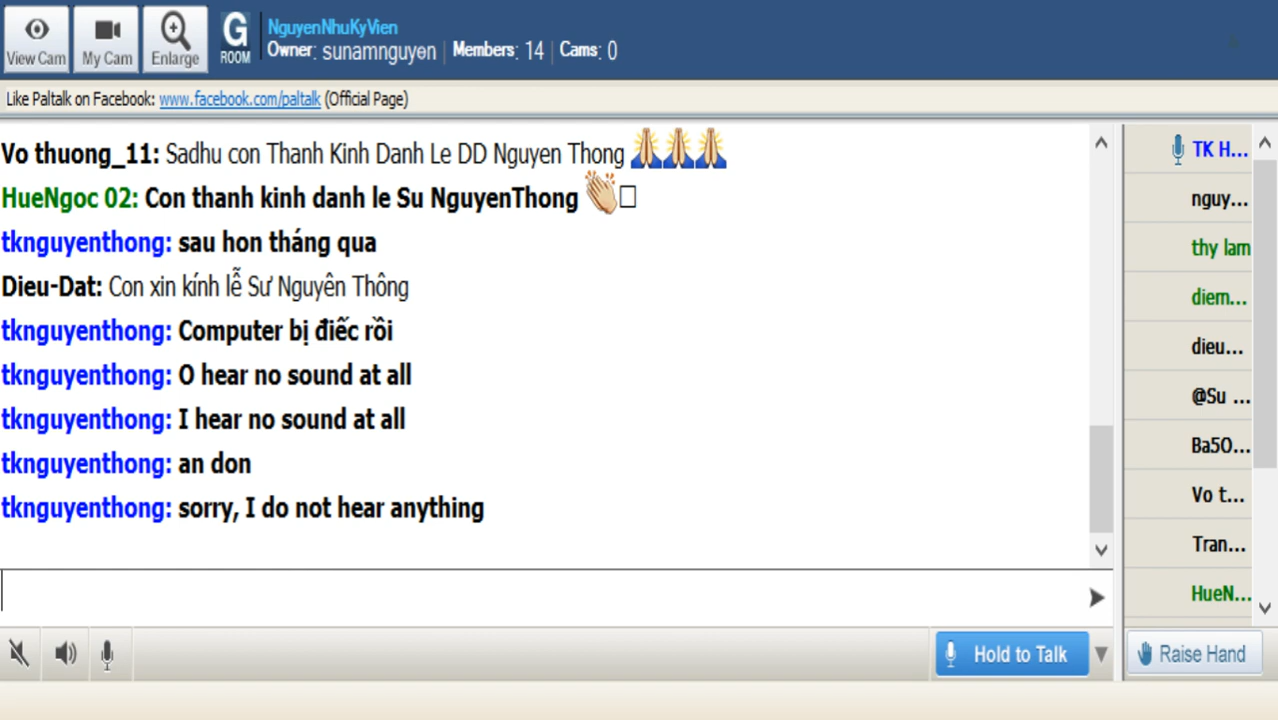 View Cam
My Cam
Enlarge
G
ROOM
NguyenNhuKyVien
Owner: sunamnguyen | Members: 14 | Cams: 0
Like Paltalk on Facebook: www.facebook.com/paltalk (Official Page)
Vo thuong_11: Sadhu con Thanh Kinh Danh Le DD Nguyen Thong 🙏🙏🙏
HueNgoc 02: Con thanh kinh danh le Su NguyenThong 👏□
tknguyenthong: sau hon tháng qua
Dieu-Dat: Con xin kính lễ Sư Nguyên Thông
tknguyenthong: Computer bị điếc rồi
tknguyenthong: O hear no sound at all
tknguyenthong: I hear no sound at all
tknguyenthong: an don
tknguyenthong: sorry, I do not hear anything
TK H...
nguy...
thy lam
diem...
dieu...
@Su ...
Ba5O...
Vo t...
Tran...
HueN...
Hold to Talk
Raise Hand